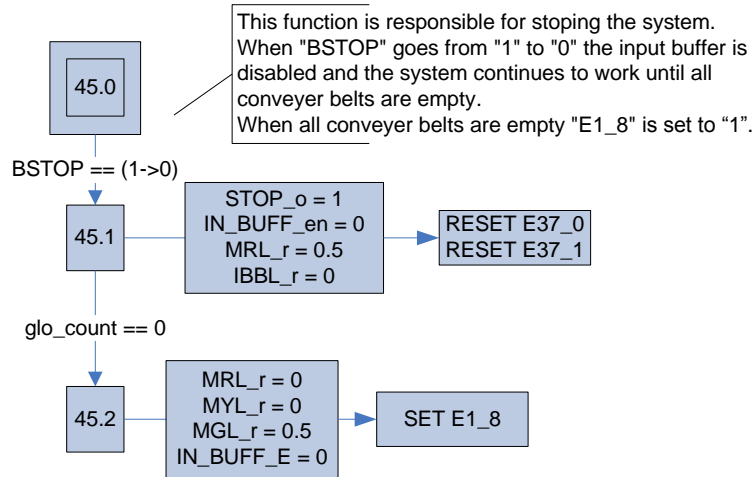 This function is responsible for stoping the system.
When "BSTOP" goes from "1" to "0" the input buffer is
disabled and the system continues to work until all
conveyer belts are empty.
When all conveyer belts are empty "E1_8" is set to “1”.
45.0
BSTOP == (1->0)
45.1
STOP_o = 1
IN_BUFF_en = 0
MRL_r = 0.5
IBBL_r = 0
RESET E37_0
RESET E37_1
glo_count == 0
45.2
MRL_r = 0
MYL_r = 0
MGL_r = 0.5
IN_BUFF_E = 0
SET E1_8